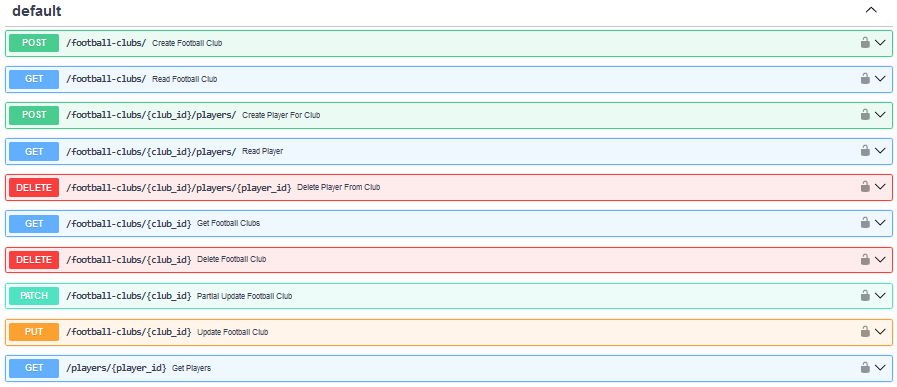 default
POST /football-clubs/ Create Football Club
GET /football-clubs/ Read Football Club
POST /football-clubs/{club_id}/players/ Create Player For Club
GET /football-clubs/{club_id}/players/ Read Player
DELETE /football-clubs/{club_id}/players/{player_id} Delete Player From Club
GET /football-clubs/{club_id} Get Football Clubs
DELETE /football-clubs/{club_id} Delete Football Club
PATCH /football-clubs/{club_id} Partial Update Football Club
PUT /football-clubs/{club_id} Update Football Club
GET /players/{player_id} Get Players